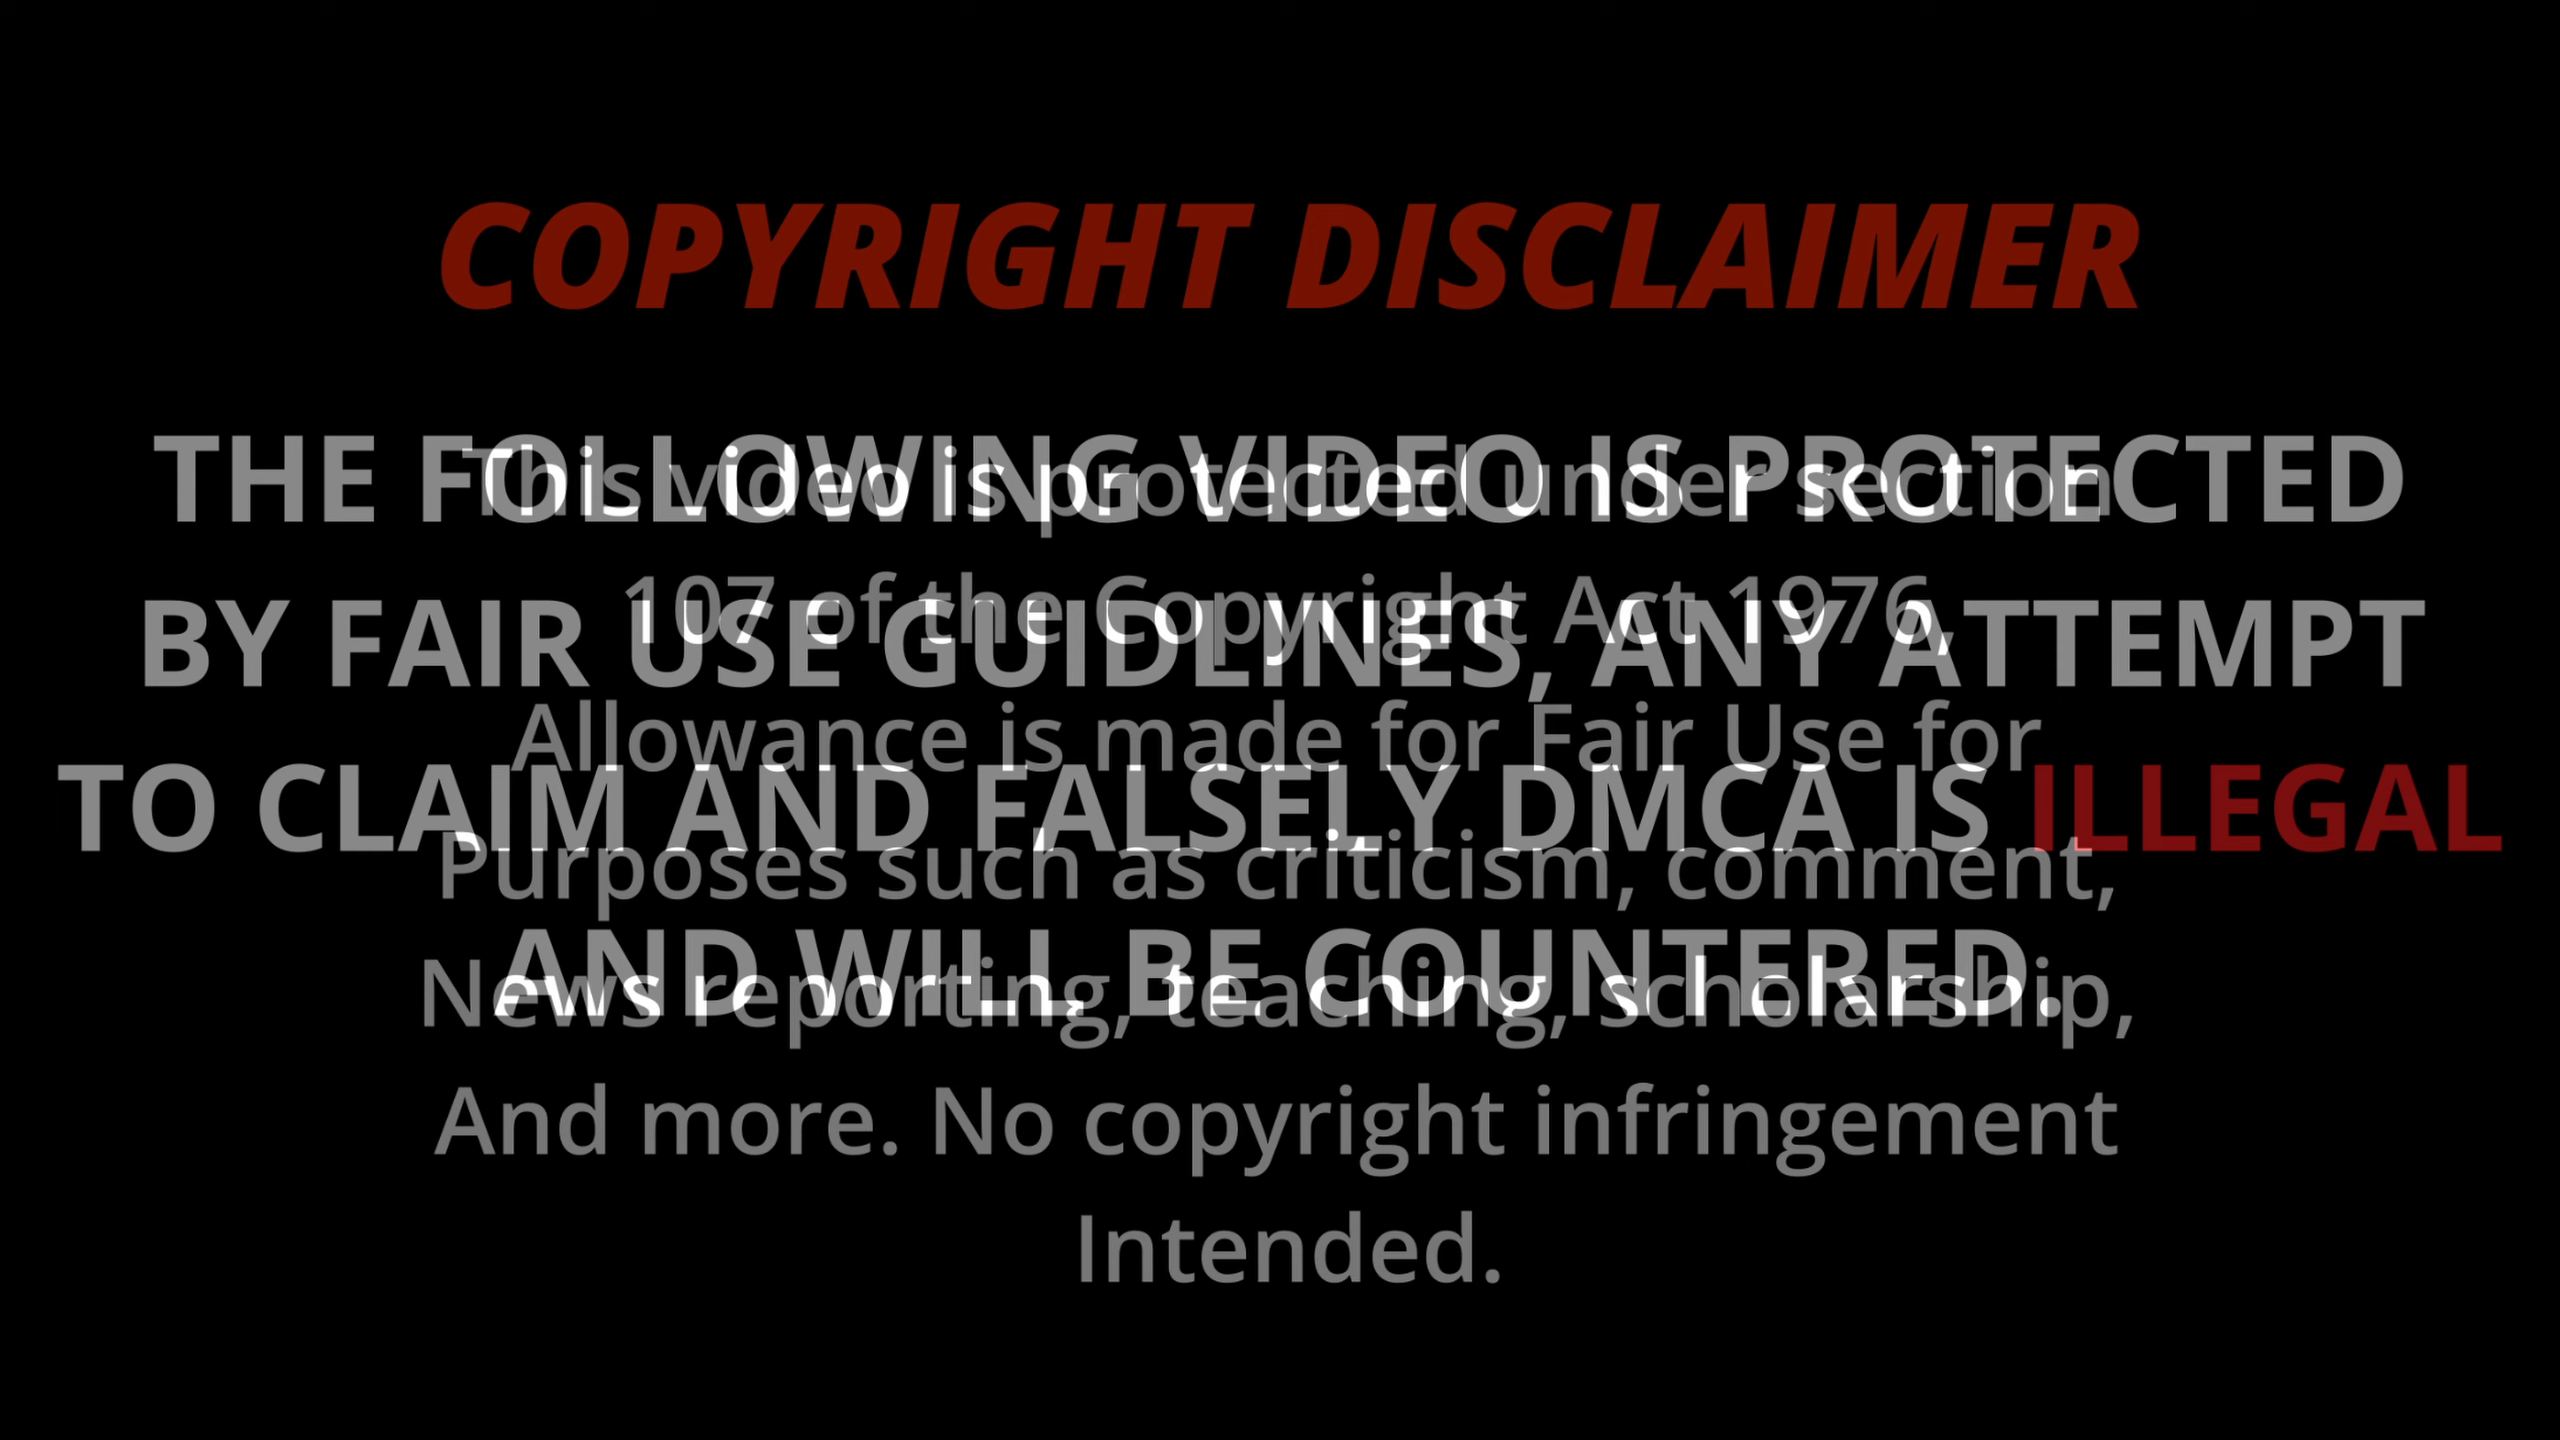 COPYRIGHT DISCLAIMER
THE FOLLOWING VIDEO IS PROTECTED
BY FAIR USE GUIDLINES, ANY ATTEMPT
TO CLAIM AND FALSELY DMCA IS ILLEGAL
AND WILL BE COUNTERED.
This video is protected under section
107 of the Copyright Act 1976,
Allowance is made for Fair Use for
Purposes such as criticism, comment,
News reporting, teaching, scholarship,
And more. No copyright infringement
Intended.